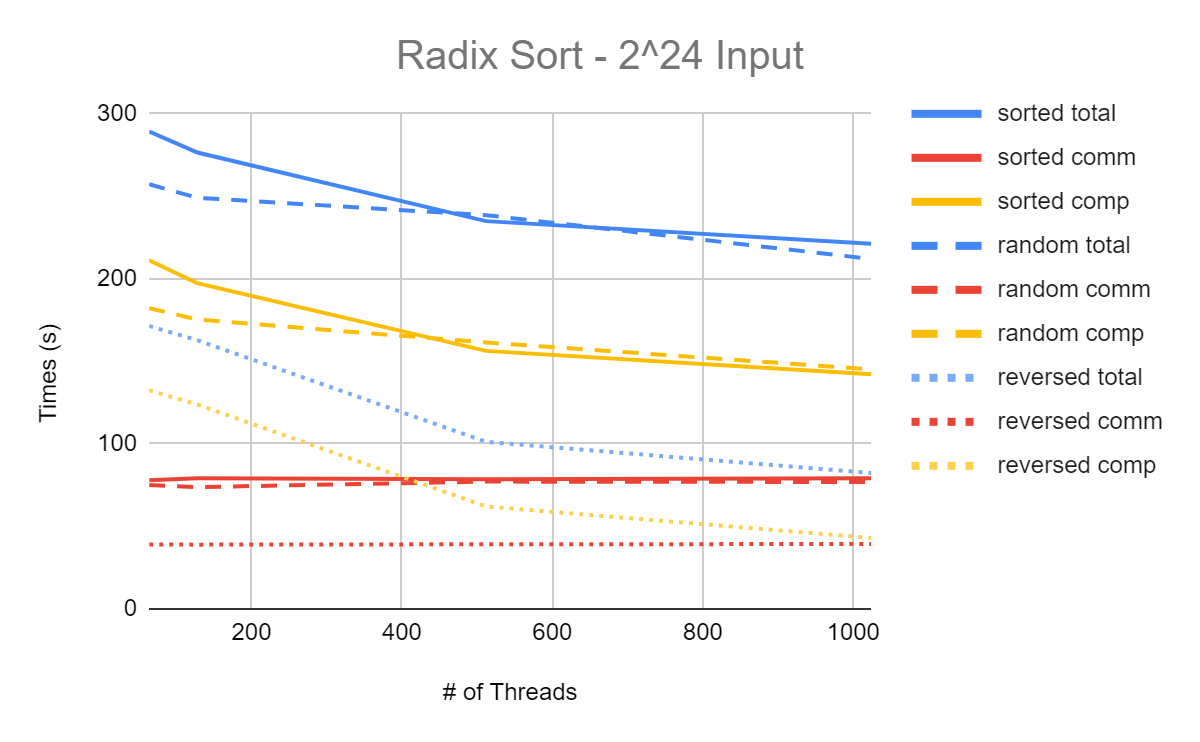 Radix Sort - 2^24 Input
300
200
100
0
Times (s)
200
400
600
800
1000
# of Threads
sorted total
sorted comm
sorted comp
random total
random comm
random comp
reversed total
reversed comm
reversed comp